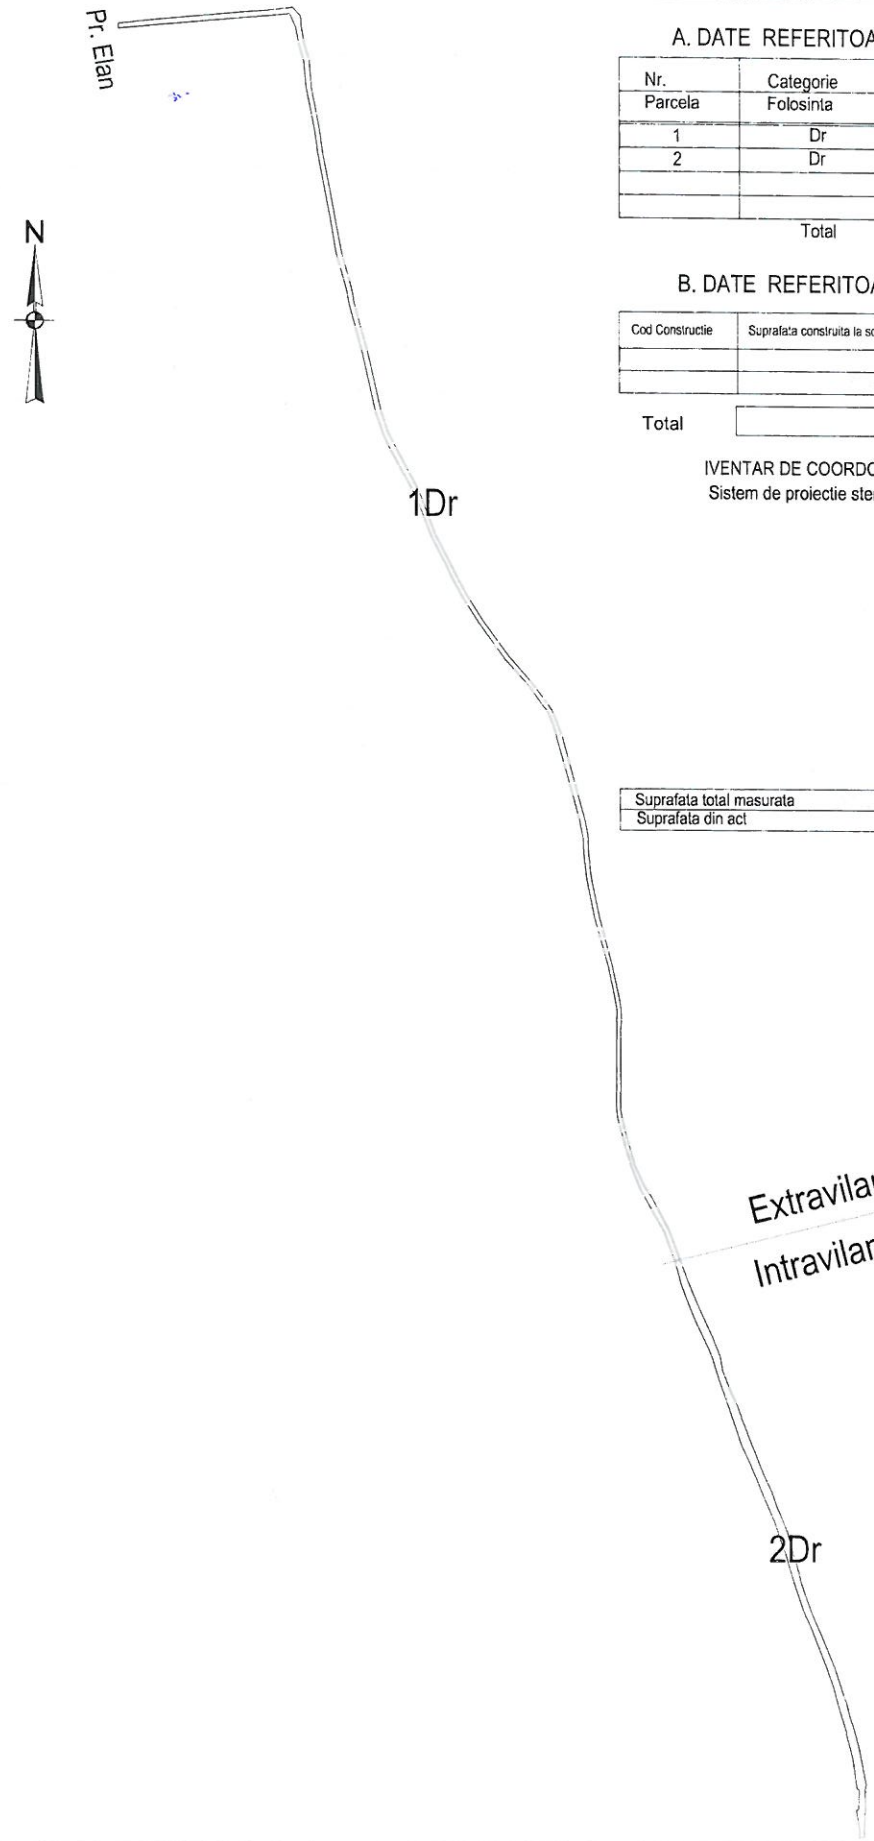 Pr. Elan
A. DATE REFERITOA
Nr. Categorie
Parcela Folosinta
1 Dr
2 Dr
Total
N
B. DATE REFERITOA
Cod Constructie Suprafata construita la so
Total
IVENTAR DE COORDO
Sistem de proiectie ste
1Dr
Suprafata total masurata
Suprafata din act
Extravilan
Intravilan
2Dr